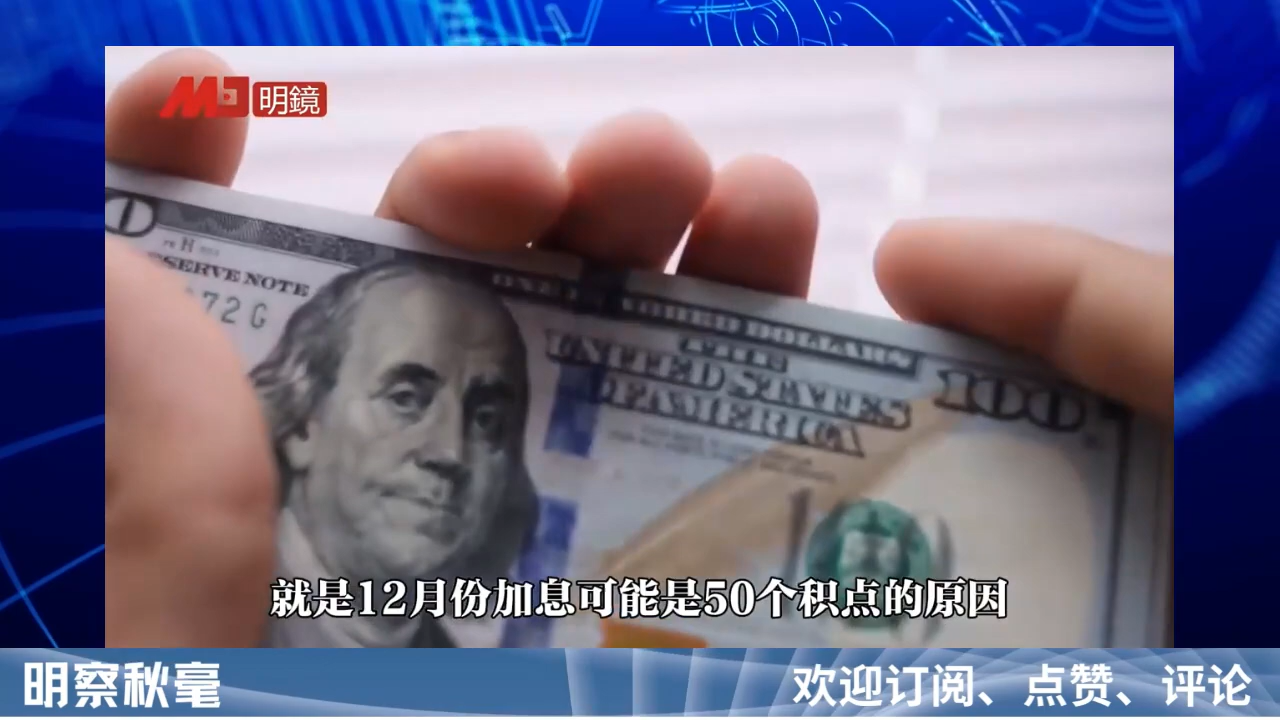 明鏡
SERVE NOTE
72 G
UNITED STATES
OF AMERICA
100
就是12月份加息可能是50个积点的原因
明察秋毫
欢迎订阅、点赞、评论